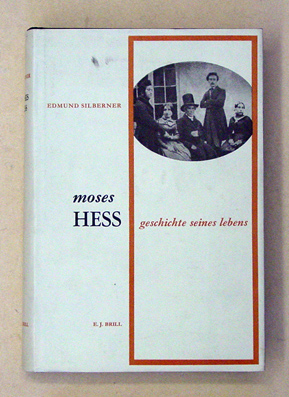 EDMUND SILBERNER
moses
HESS
geschichte seines lebens
E. J. BRILL